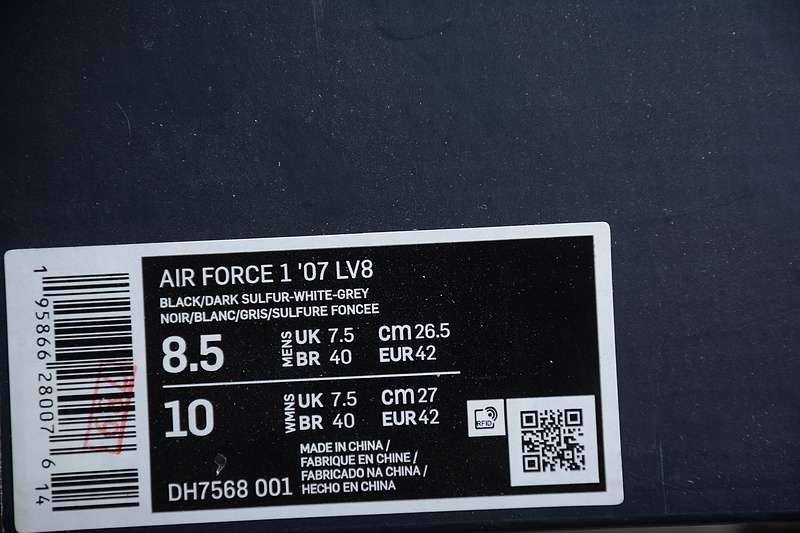 AIR FORCE 1 '07 LV8
BLACK/DARK SULFUR-WHITE-GREY
NOIR/BLANC/GRIS/SULFURE FONCEE
8.5 MENS UK 7.5 cm 26.5
BR 40 EUR 42
10 WMNS UK 7.5 cm 27
BR 40 EUR 42
RFID
MADE IN CHINA /
FABRIQUE EN CHINE /
FABRICADO NA CHINA /
HECHO EN CHINA
DH7568 001
1 95866 28007 6 14